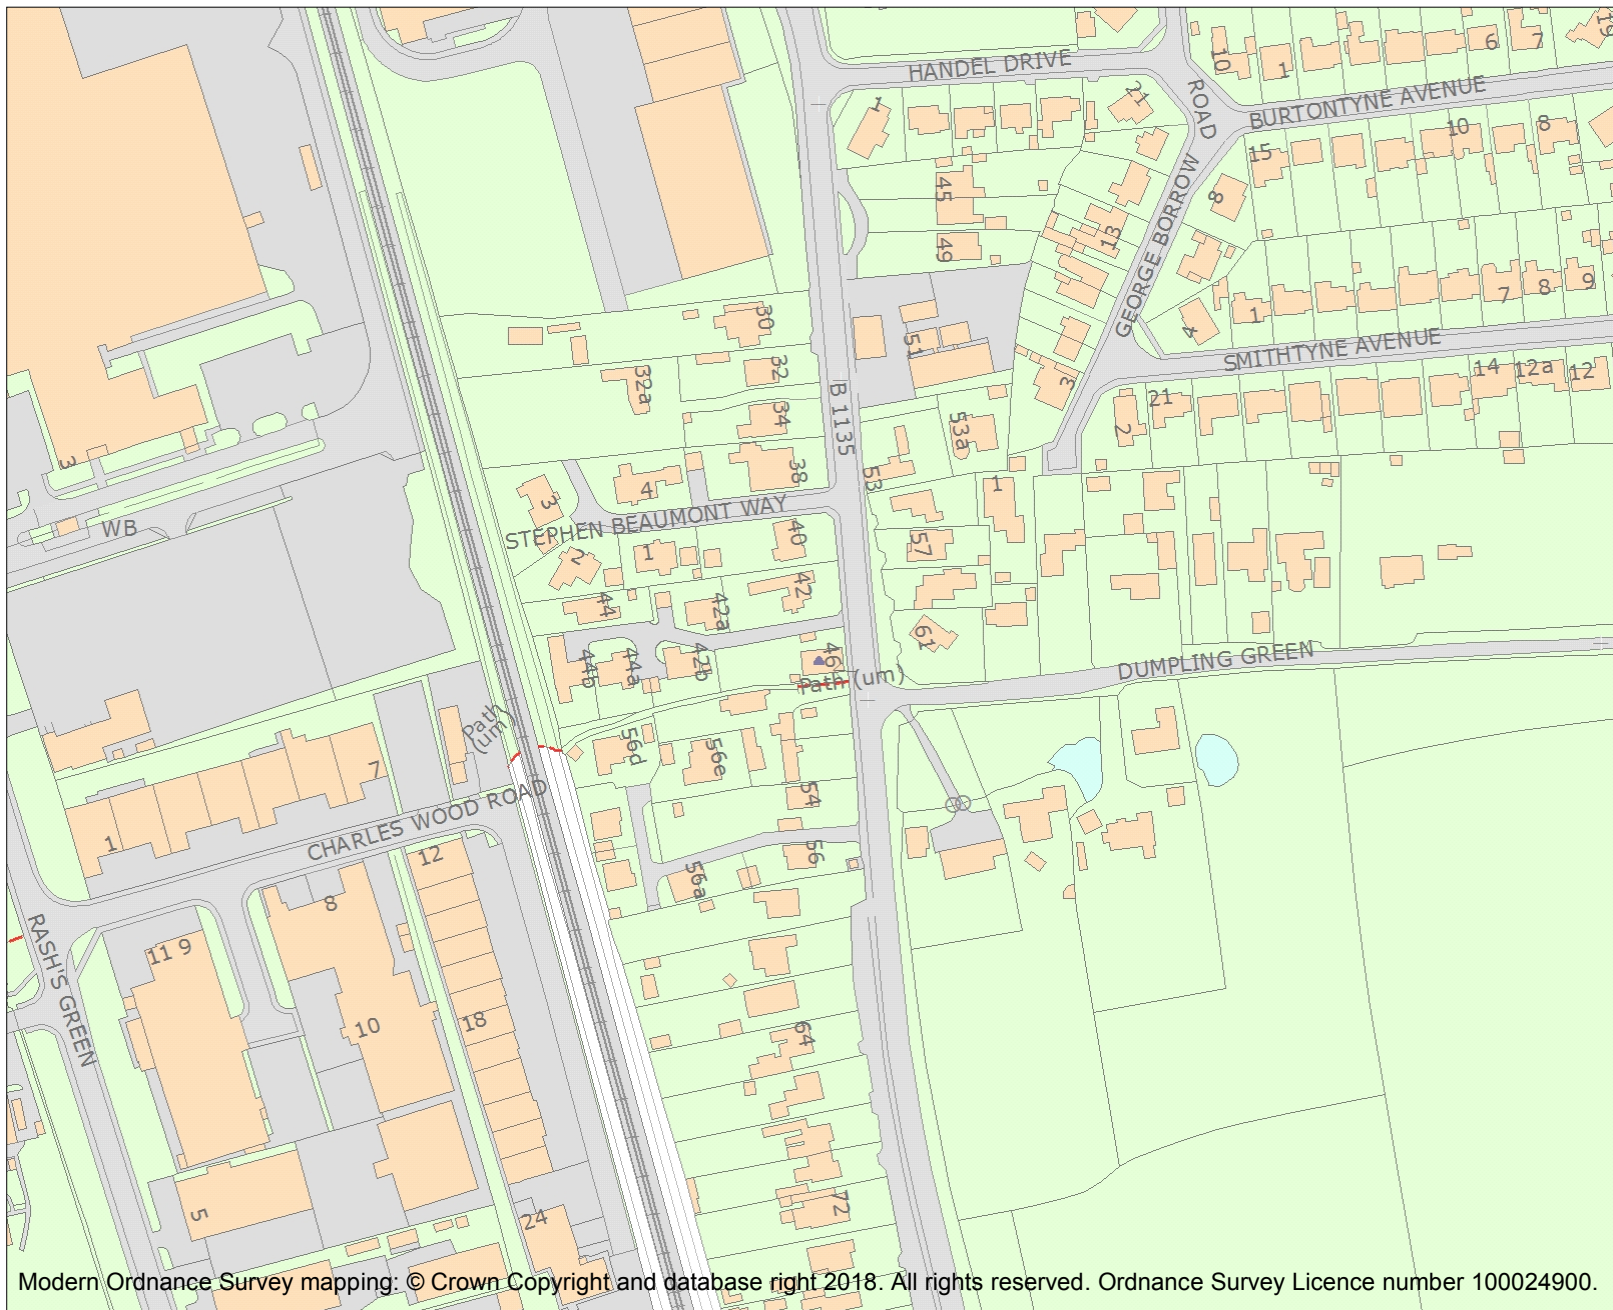 HANDEL DRIVE
1
21
ROAD
10
1
6
7
19
BURTONTYNE AVENUE
15
10
8
45
49
13
8
GEORGE BORROW
4
1
7
8
9
SMITHTYNE AVENUE
30
32
32a
34
38
B 1135
51
53a
53
3
2
21
14
12a
12
3
WB
3
4
STEPHEN BEAUMONT WAY
2
1
40
42
42a
44
44b
44a
42b
46
1
57
61
Path (um)
DUMPLING GREEN
Path
(um)
56d
56e
54
56
56a
7
1
CHARLES WOOD ROAD
12
8
11 9
10
18
RASH'S GREEN
64
72
5
24
Modern Ordnance Survey mapping: © Crown Copyright and database right 2018. All rights reserved. Ordnance Survey Licence number 100024900.